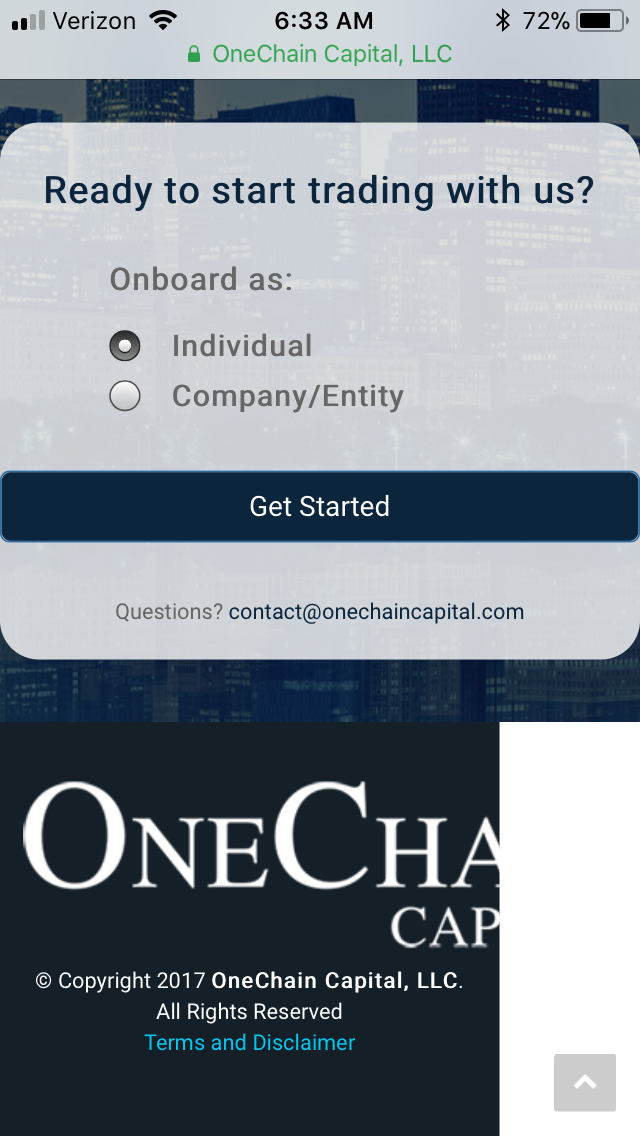 Verizon 6:33 AM 72%
OneChain Capital, LLC
Ready to start trading with us?
Onboard as:
Individual
Company/Entity
Get Started
Questions? contact@onechaincapital.com
ONECHA
CAP
© Copyright 2017 OneChain Capital, LLC.
All Rights Reserved
Terms and Disclaimer